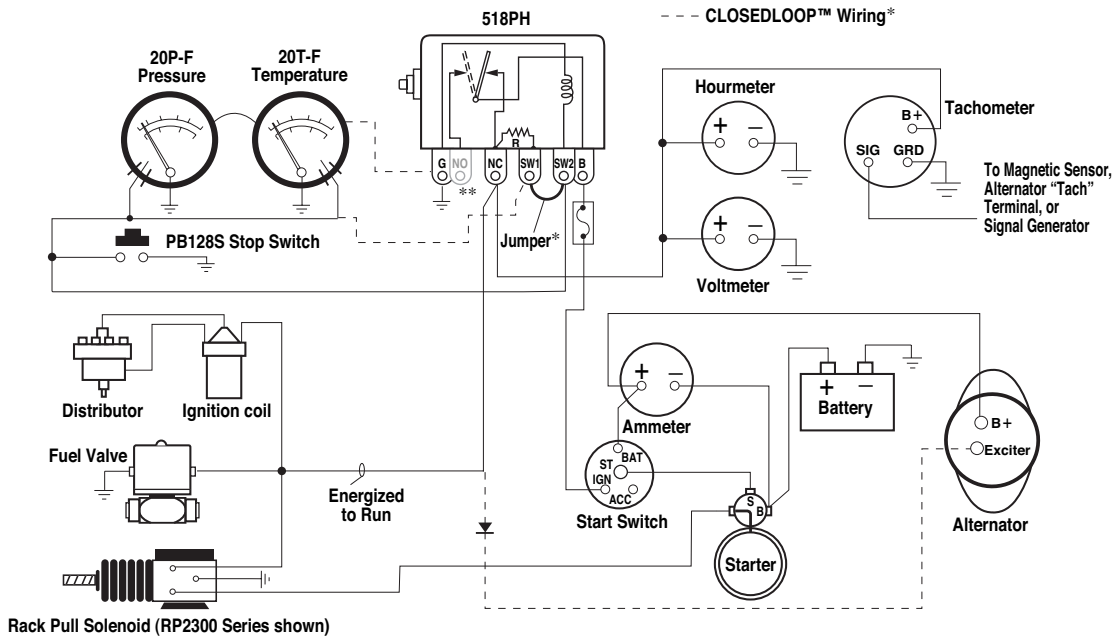 518PH
- - - - CLOSEDLOOP™ Wiring*
20P-F
Pressure
20T-F
Temperature
Hourmeter
+ −
B+
Tachometer
SIG GRD
R
G NO NC SW1 SW2 B
**
To Magnetic Sensor,
Alternator “Tach”
Terminal, or
Signal Generator
PB128S Stop Switch
Jumper*
+ −
Voltmeter
Distributor
Ignition coil
+ −
Ammeter
+ −
Battery
B+
Exciter
Alternator
Fuel Valve
Energized
to Run
ST BAT
IGN
ACC
Start Switch
S
B
Starter
Rack Pull Solenoid (RP2300 Series shown)